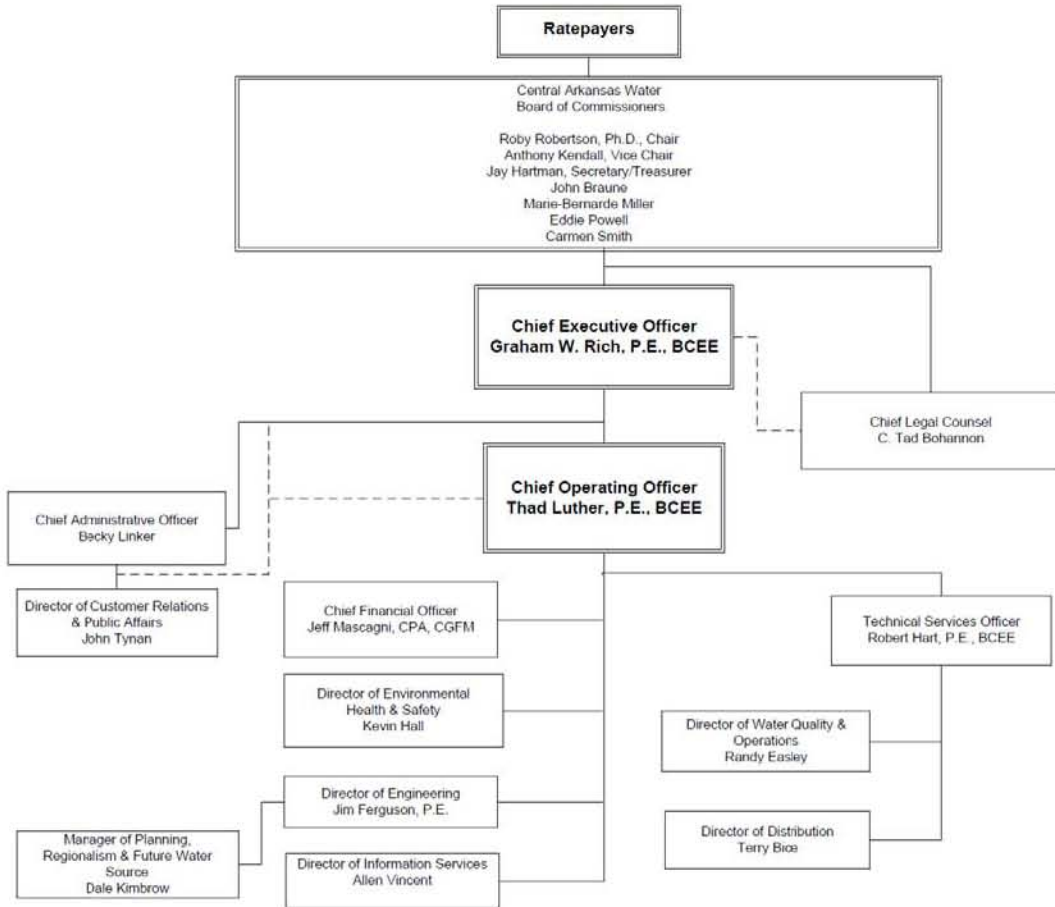 Ratepayers
Central Arkansas Water
Board of Commissioners
Roby Robertson, Ph.D., Chair
Anthony Kendall, Vice Chair
Jay Hartman, Secretary/Treasurer
John Braune
Marie-Bernarde Miller
Eddie Powell
Carmen Smith
Chief Executive Officer
Graham W. Rich, P.E., BCEE
Chief Legal Counsel
C. Tad Bohannon
Chief Operating Officer
Thad Luther, P.E., BCEE
Chief Administrative Officer
Becky Linker
Director of Customer Relations
& Public Affairs
John Tynan
Chief Financial Officer
Jeff Mascagni, CPA, CGFM
Technical Services Officer
Robert Hart, P.E., BCEE
Director of Environmental
Health & Safety
Kevin Hall
Director of Water Quality &
Operations
Randy Easley
Director of Engineering
Jim Ferguson, P.E.
Manager of Planning,
Regionalism & Future Water
Source
Dale Kimbrow
Director of Distribution
Terry Bice
Director of Information Services
Allen Vincent